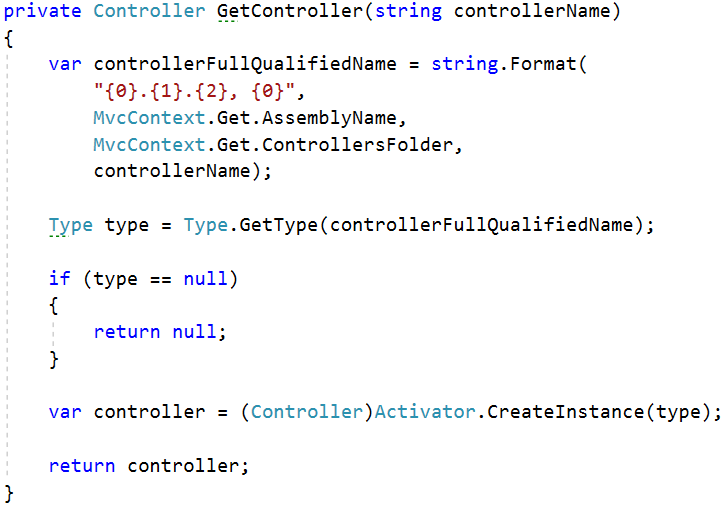 private Controller GetController(string controllerName)
{
    var controllerFullQualifiedName = string.Format(
        "{0}.{1}.{2}, {0}",
        MvcContext.Get.AssemblyName,
        MvcContext.Get.ControllersFolder,
        controllerName);

    Type type = Type.GetType(controllerFullQualifiedName);

    if (type == null)
    {
        return null;
    }

    var controller = (Controller)Activator.CreateInstance(type);

    return controller;
}